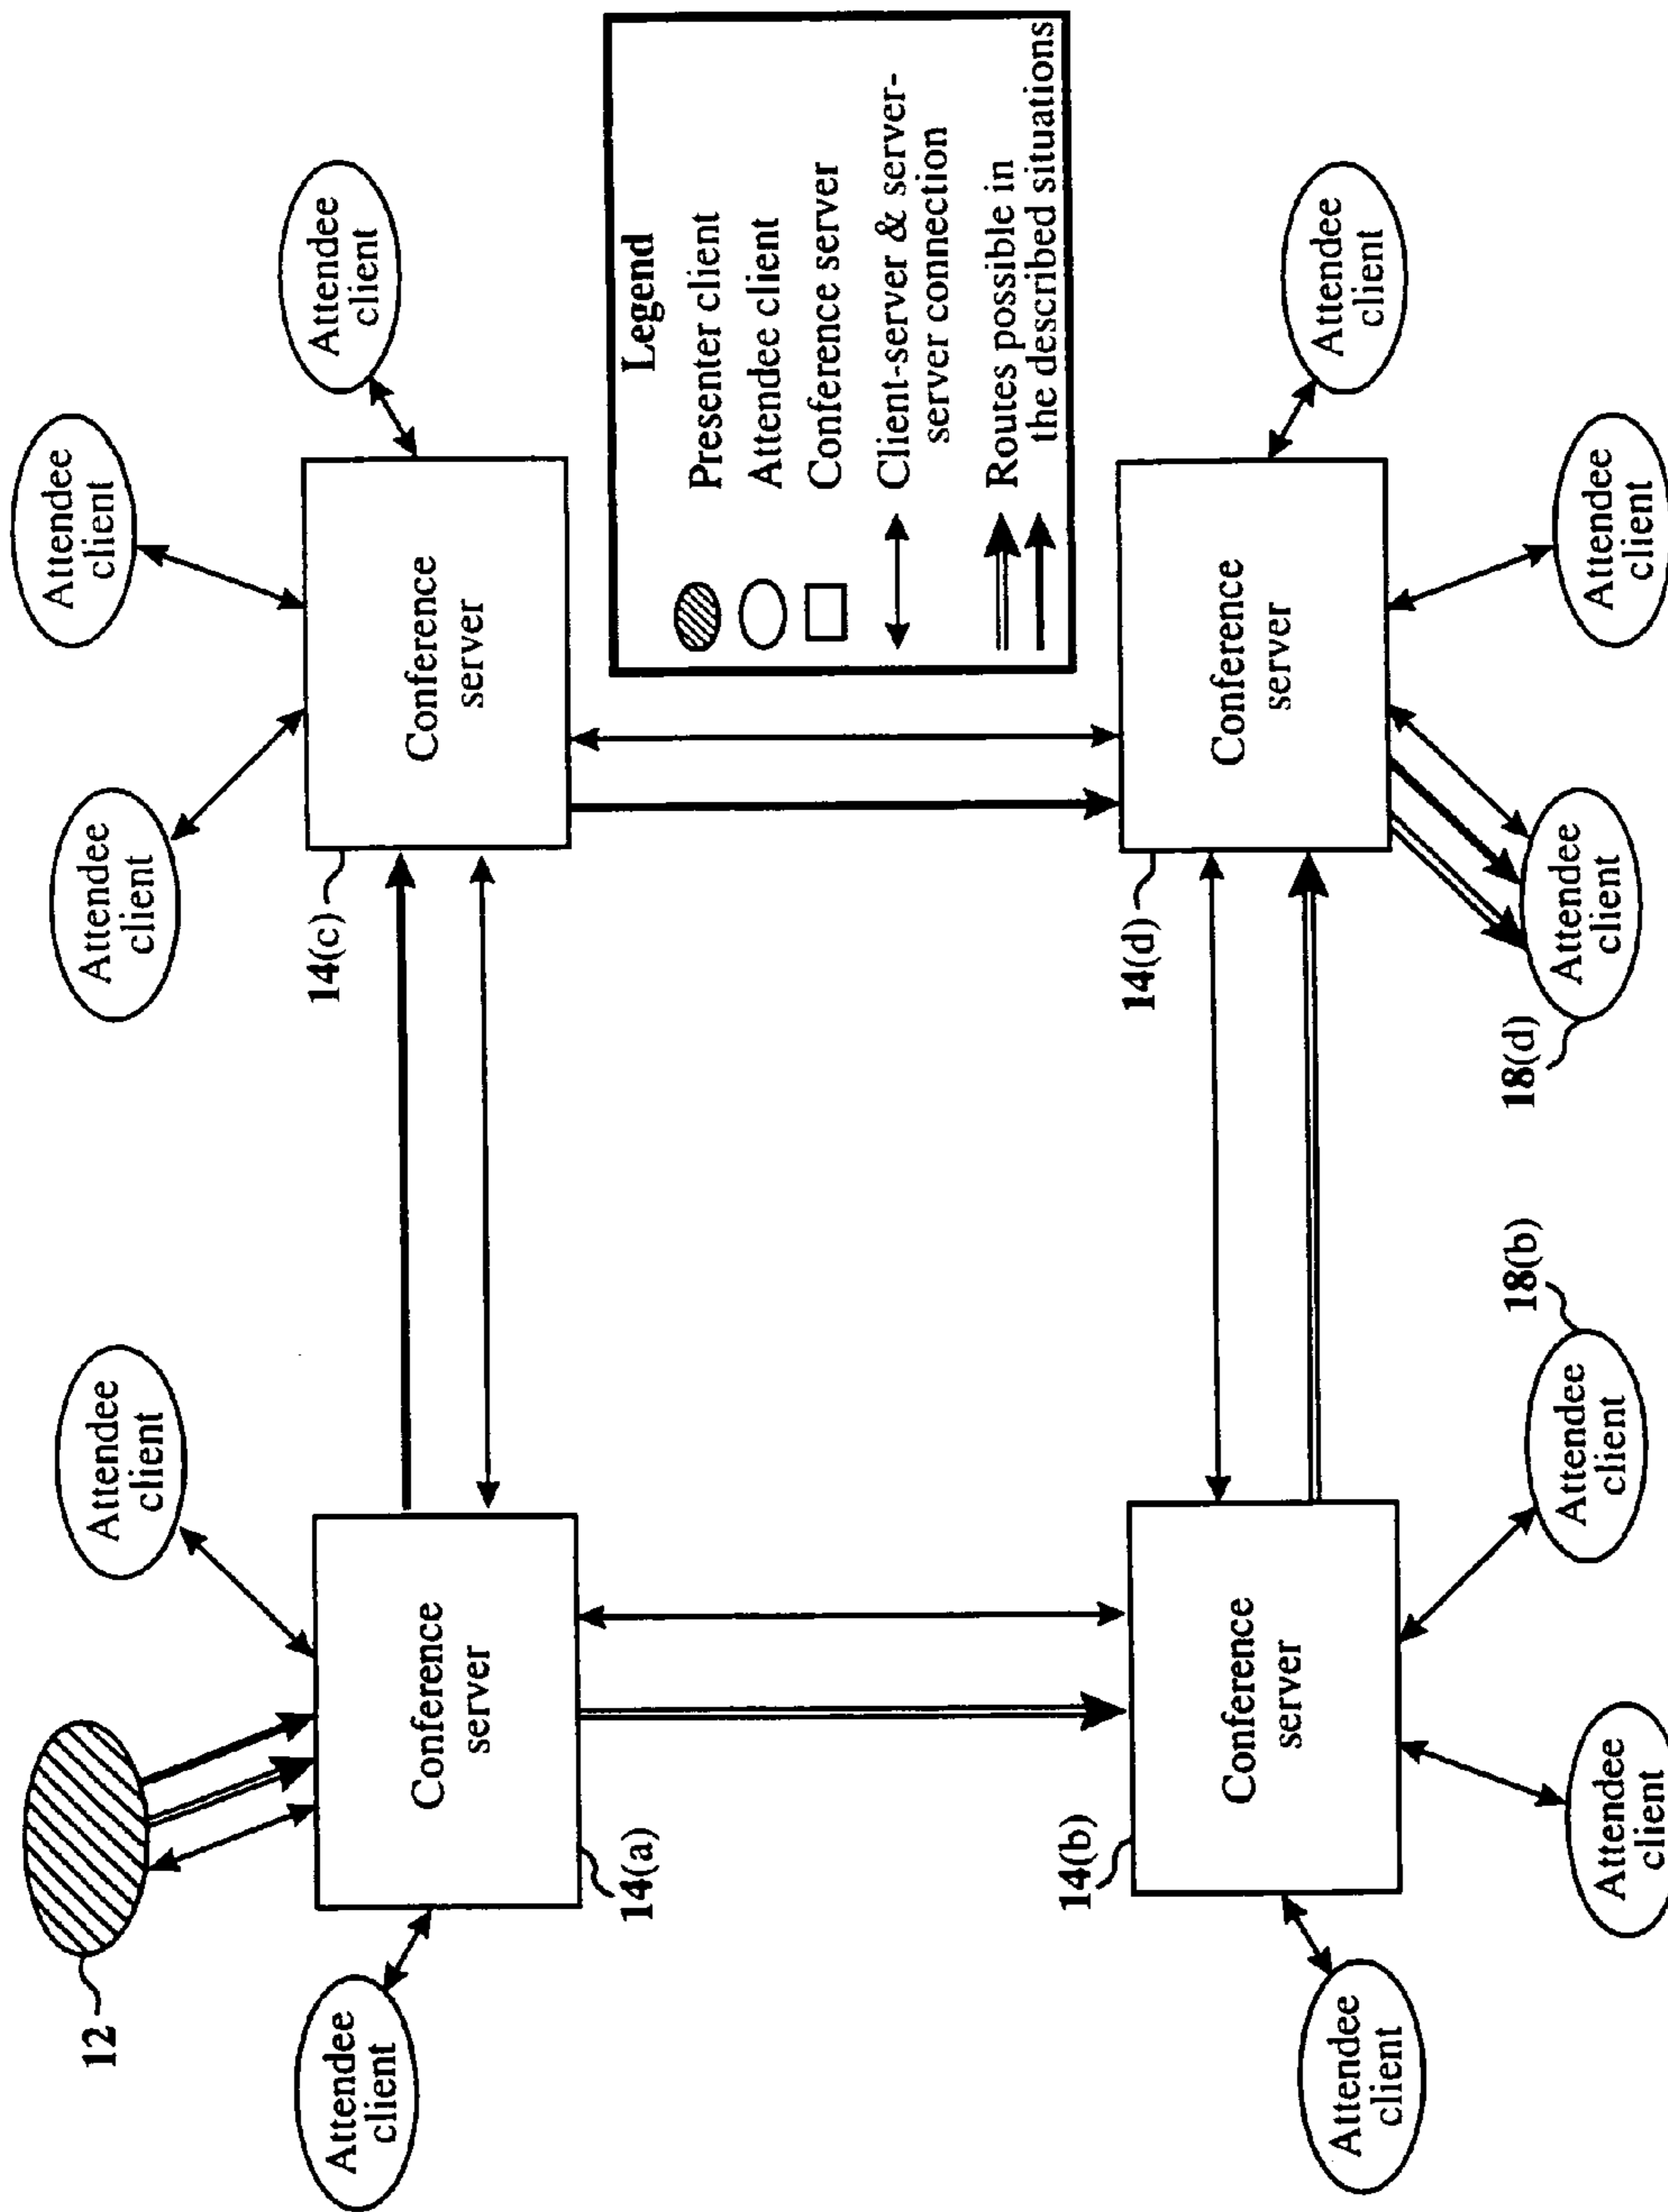 12
Attendee
client
Attendee
client
14(a)
Conference
server
Attendee
client
Attendee
client
Attendee
client
14(c)
Conference
server
Attendee
client
Legend
Presenter client
Attendee client
Conference server
Client-server & server-
server connection
Routes possible in
the described situations
Attendee
client
14(b)
Conference
server
Attendee
client
Attendee
client
18(b)
14(d)
Conference
server
18(d)
Attendee
client
Attendee
client
Attendee
client